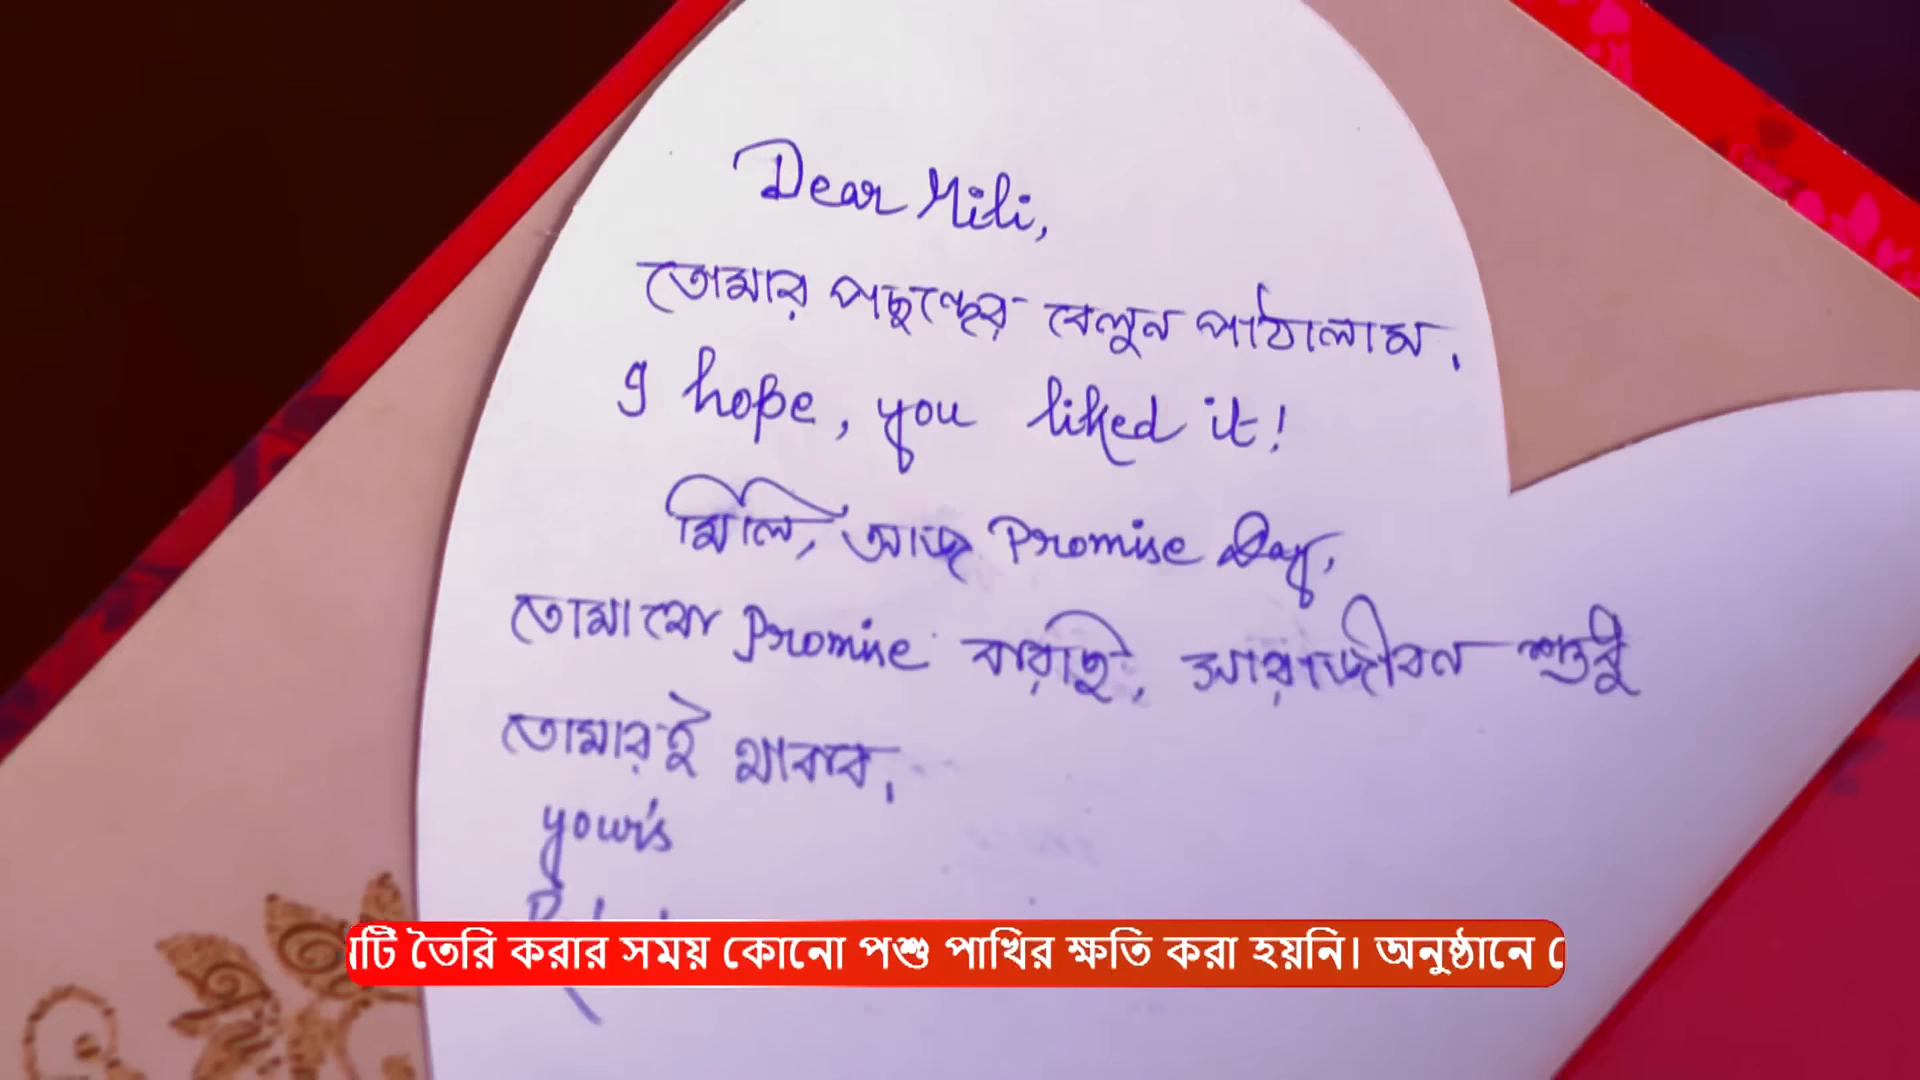 Dear Mili,
তোমার পছন্দের বেলুন পাঠালাম.
I hope, you liked it!
মিলি, আজ Promise Day,
তোমাকে Promise করছি, সারাজীবন শুধু
তোমারই থাকব,
your's
টি তৈরি করার সময় কোনো পশু পাখির ক্ষতি করা হয়নি। অনুষ্ঠানে